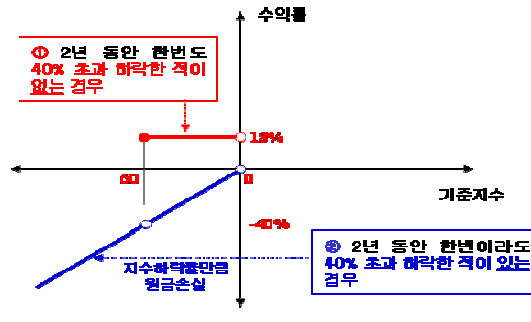 수익률
① 2년 동안 한번도
40% 초과 하락한 적이
없는 경우
60
0
기준지수
-40%
② 2년 동안 한번이라도
40% 초과 하락한 적이 있는
경우
지수하락률만큼
원금손실